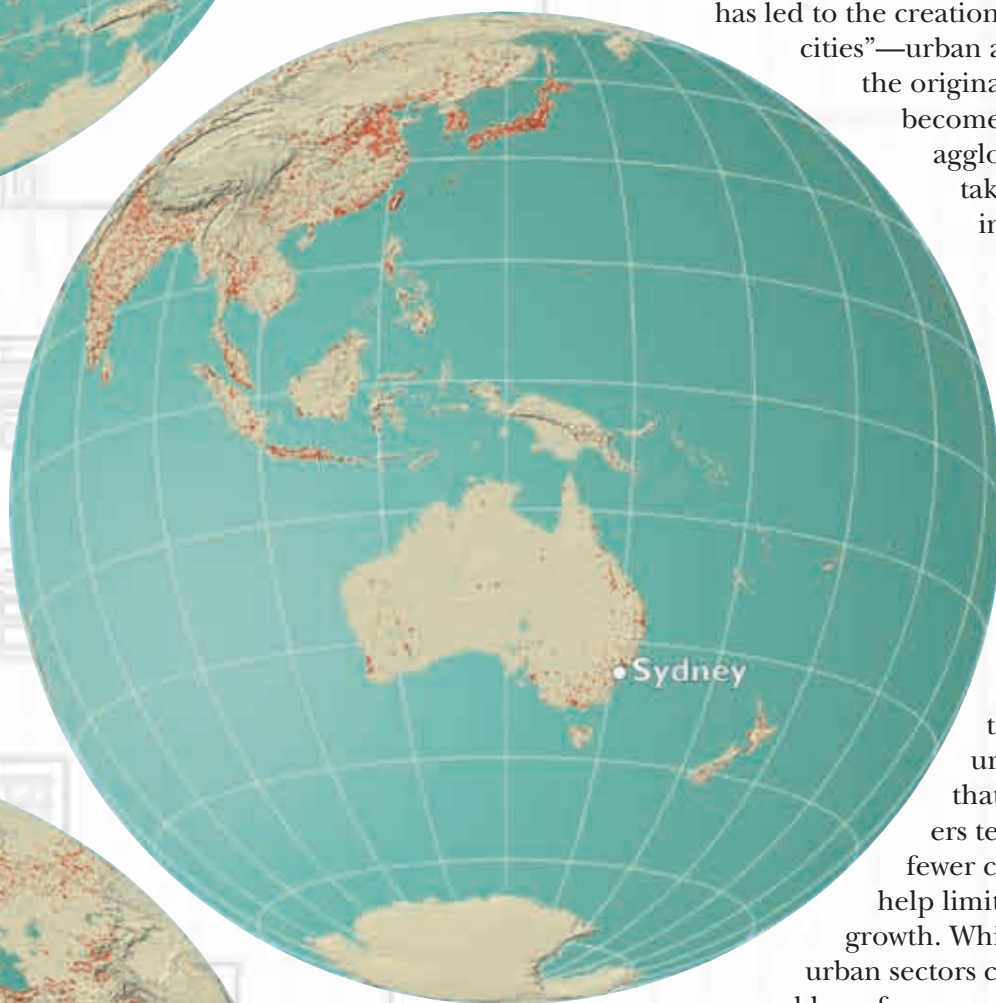 has led to the creation
cities”—urban a
the origina
become
agglo
tak
in
Sydney
t
ur
that
ers te
fewer c
help limit
growth. Whi
urban sectors c